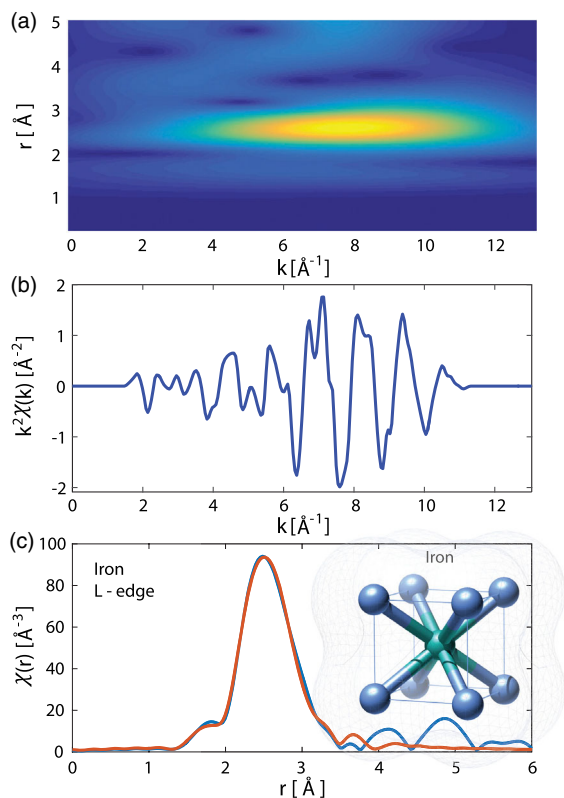 (a)
5
4
3
2
1
r [ Å ]
0 2 4 6 8 10 12
k [Å⁻¹]
(b)
2
1
0
-1
-2
k²χ(k) [Å⁻²]
0 2 4 6 8 10 12
k [Å⁻¹]
(c)
100
80
60
40
20
0
χ(r) [Å⁻³]
Iron
L - edge
Iron
0 1 2 3 4 5 6
r [ Å ]